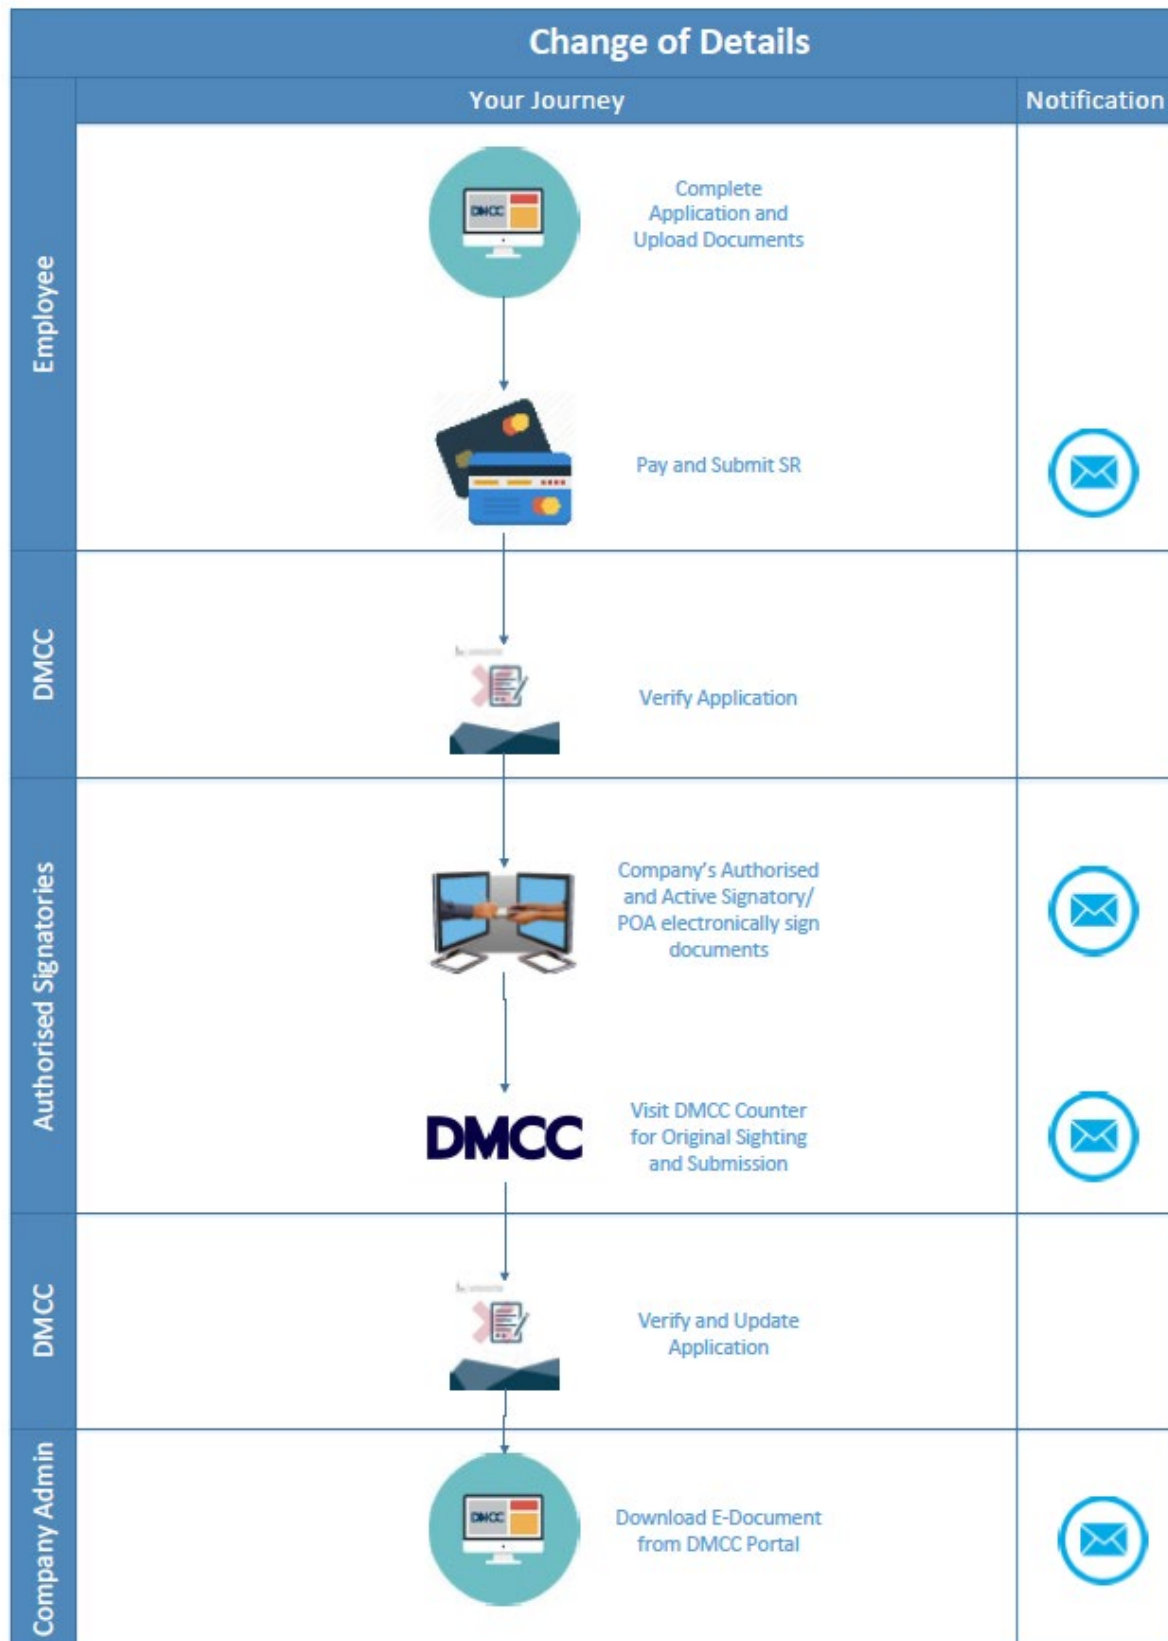 Change of Details
Your Journey
Notification
Employee
DMCC
Complete
Application and
Upload Documents
Pay and Submit SR
DMCC
Verify Application
Authorised Signatories
Company's Authorised
and Active Signatory/
POA electronically sign
documents
DMCC
Visit DMCC Counter
for Original Sighting
and Submission
DMCC
Verify and Update
Application
Company Admin
DMCC
Download E-Document
from DMCC Portal